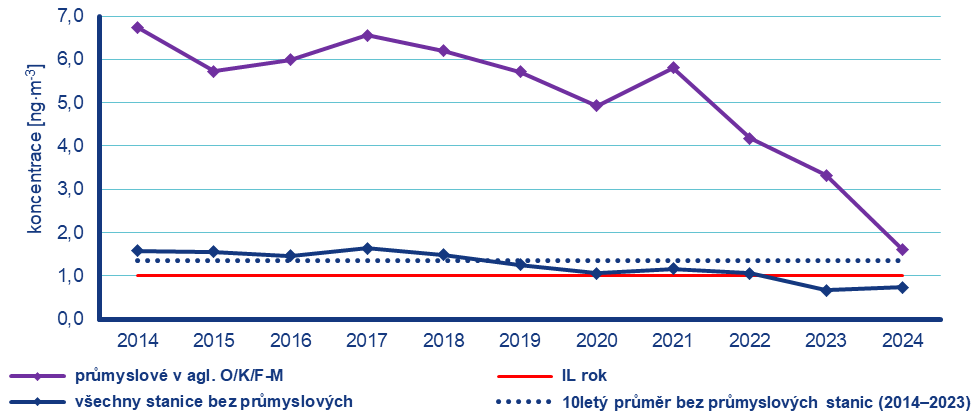 koncentrace [ng·m-3]
7,0
6,0
5,0
4,0
3,0
2,0
1,0
0,0
2014 2015 2016 2017 2018 2019 2020 2021 2022 2023 2024
průmyslové v agl. O/K/F-M
IL rok
všechny stanice bez průmyslových
10letý průměr bez průmyslových stanic (2014–2023)